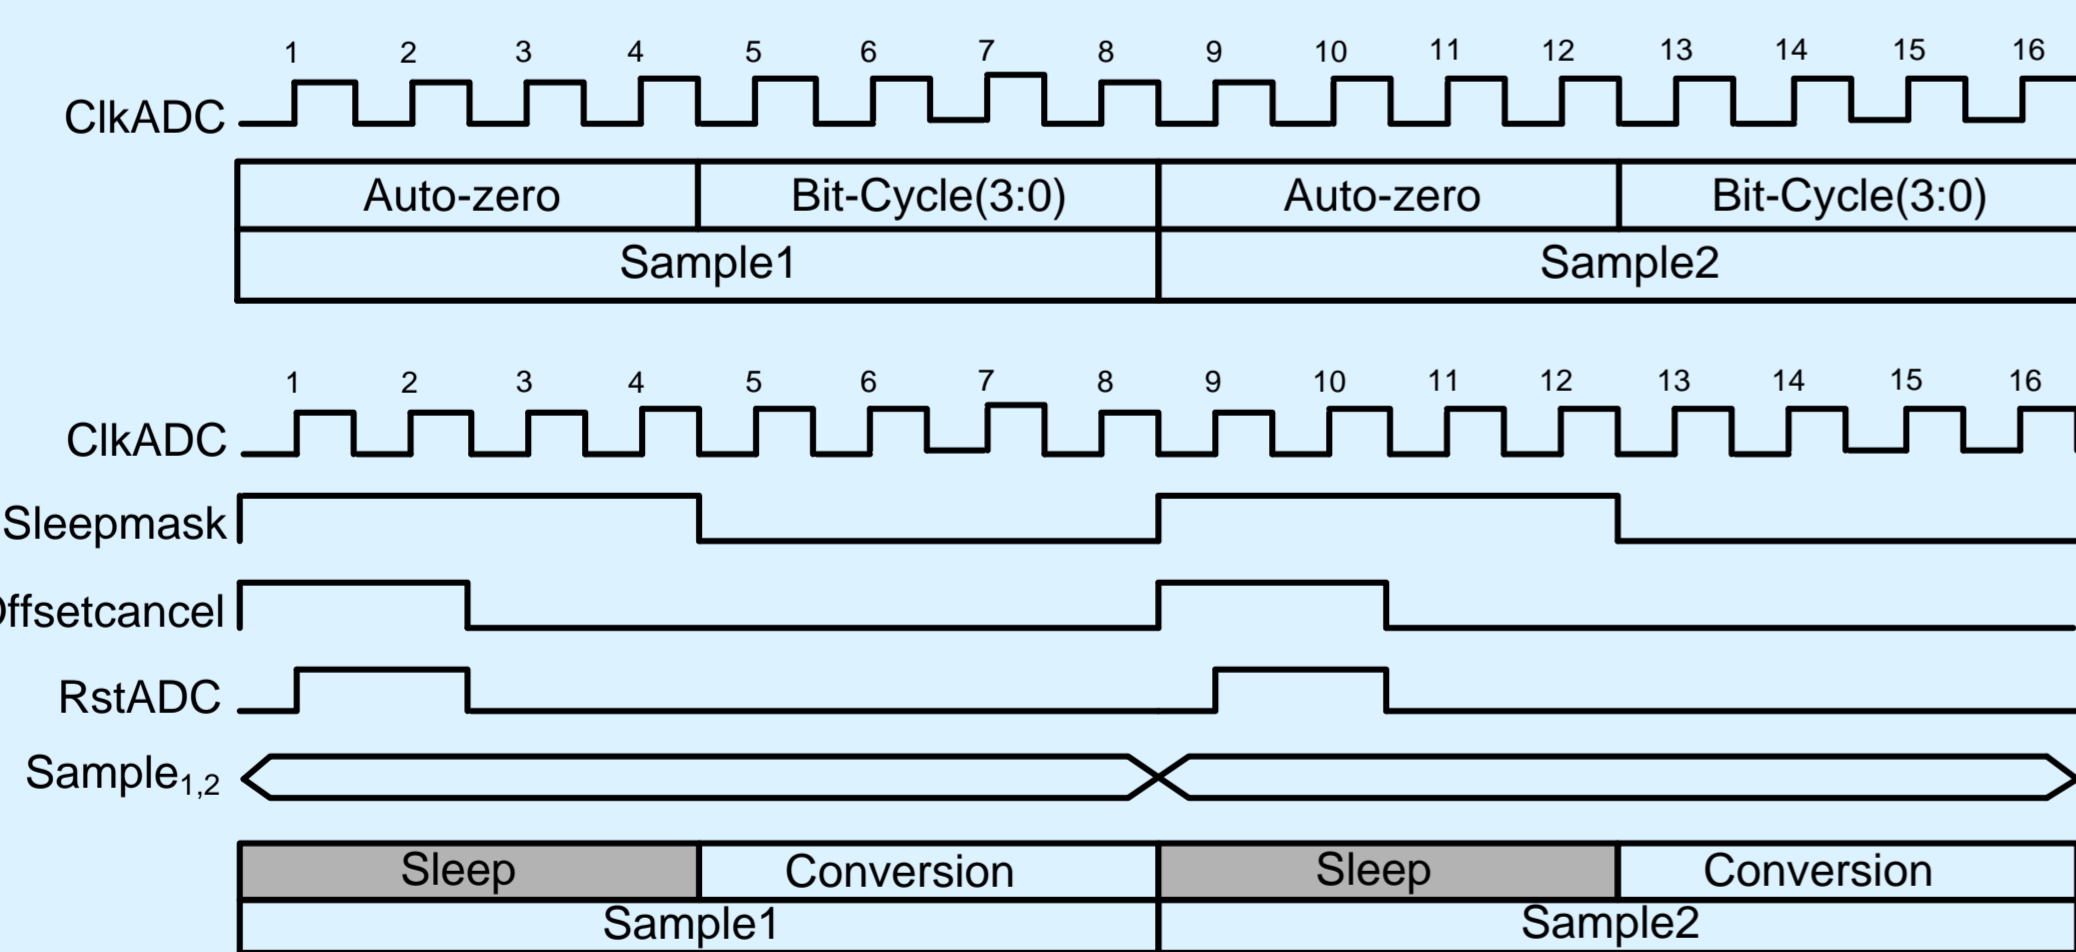 1 2 3 4 5 6 7 8 9 10 11 12 13 14 15 16
ClkADC
Auto-zero Bit-Cycle(3:0) Auto-zero Bit-Cycle(3:0)
Sample1 Sample2
1 2 3 4 5 6 7 8 9 10 11 12 13 14 15 16
ClkADC
Sleepmask
ffsetcancel
RstADC
Sample1,2
Sleep Conversion Sleep Conversion
Sample1 Sample2